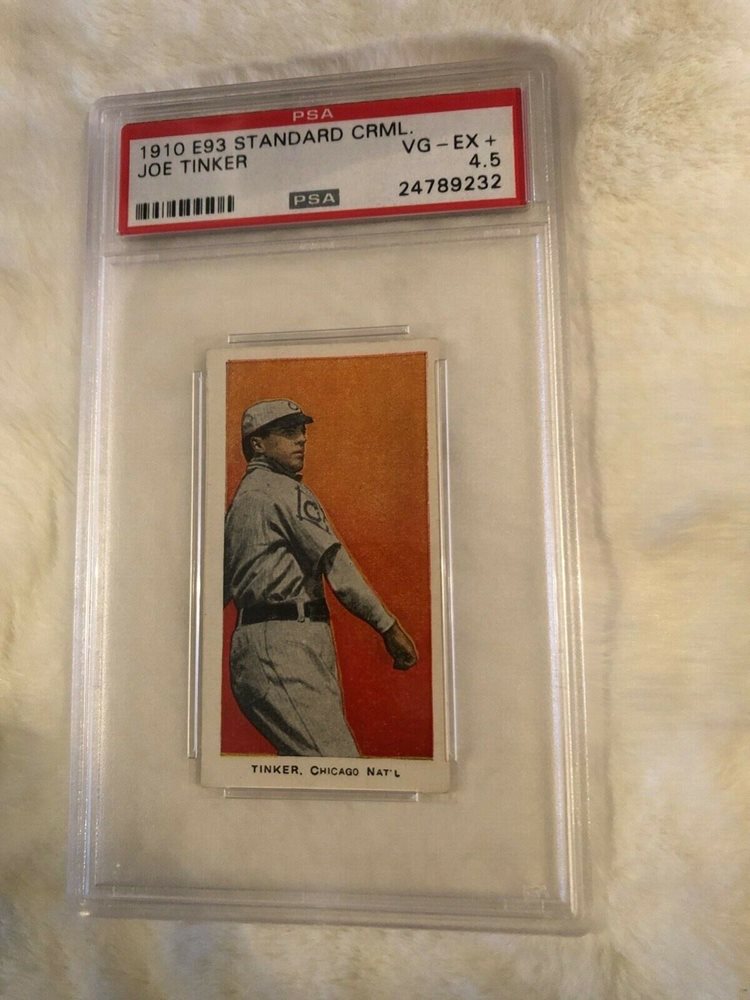 PSA
1910 E93 STANDARD CRML.
JOE TINKER
VG-EX+
4.5
PSA
24789232
C
C
TINKER, CHICAGO NAT'L